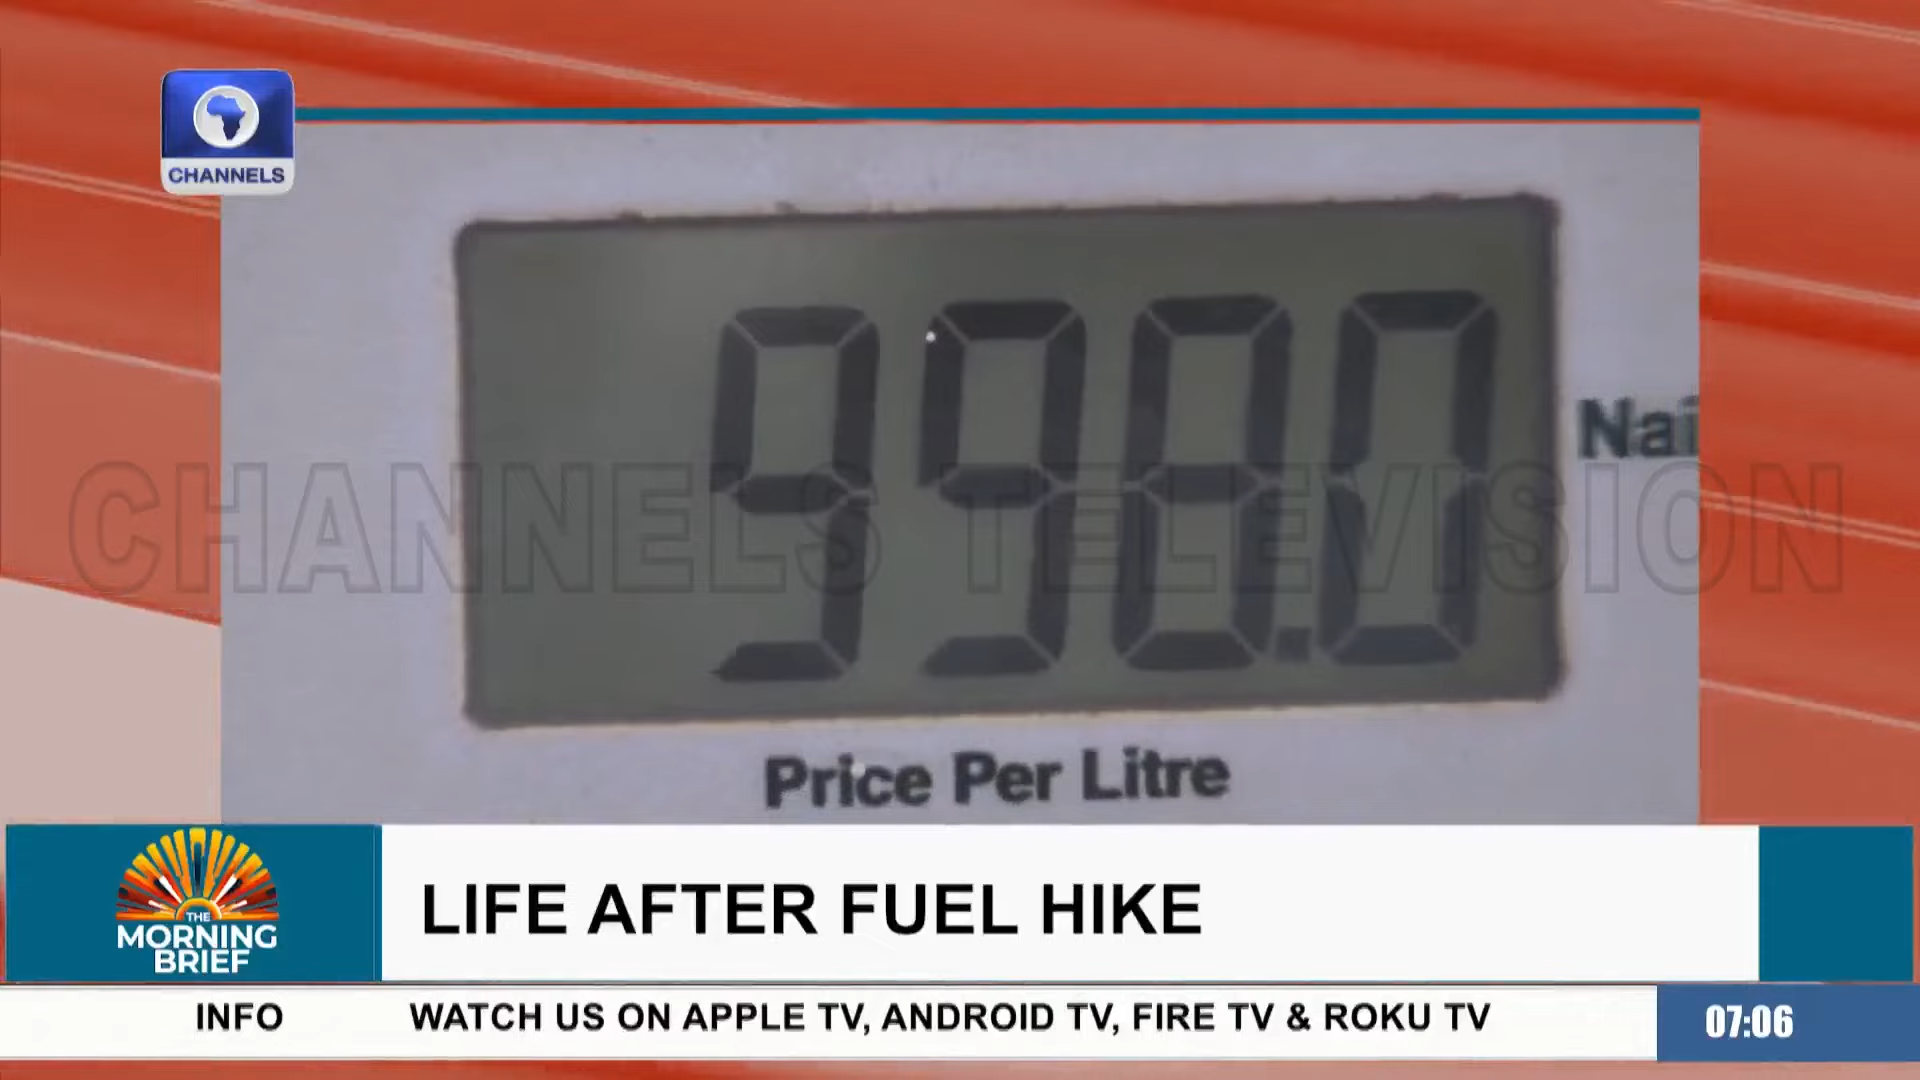 CHANNELS
998.0
Nai
CHANNELS TELEVISION
Price Per Litre
THE
MORNING
BRIEF
LIFE AFTER FUEL HIKE
INFO
WATCH US ON APPLE TV, ANDROID TV, FIRE TV & ROKU TV
07:06